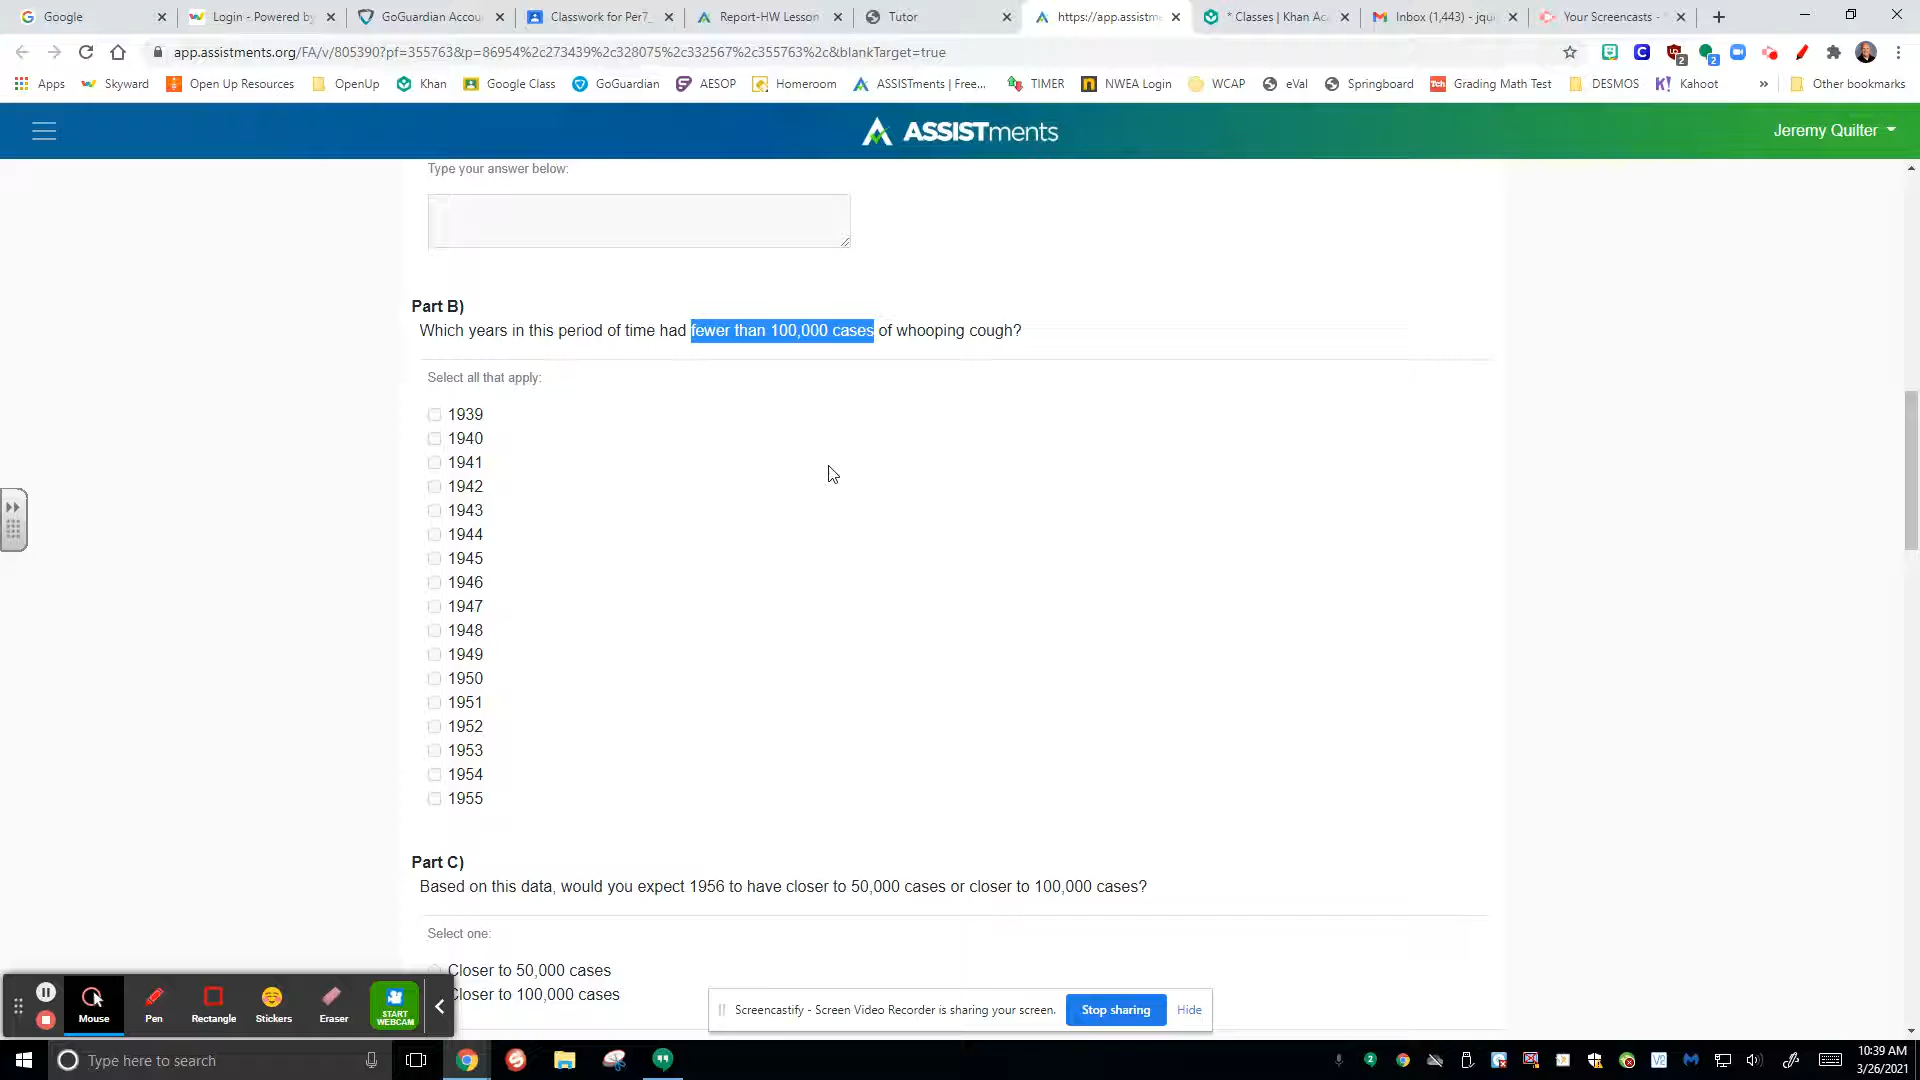 Google
Login - Powered by
GoGuardian Accou
Classwork for Per7_
Report-HW Lesson
Tutor
https://app.assistme
* Classes | Khan Aca
Inbox (1,443) - jqui
Your Screencasts -
app.assistments.org/FA/v/805390?pf=355763&p=86954%2c273439%2c328075%2c332567%2c355763%2c&blankTarget=true
Apps
Skyward
Open Up Resources
OpenUp
Khan
Google Class
GoGuardian
AESOP
Homeroom
ASSISTments | Free...
TIMER
NWEA Login
WCAP
eVal
Springboard
Grading Math Test
DESMOS
Kahoot
»
Other bookmarks
ASSISTments
Jeremy Quilter
Type your answer below:
Part B)
Which years in this period of time had fewer than 100,000 cases of whooping cough?
Select all that apply:
1939
1940
1941
1942
1943
1944
1945
1946
1947
1948
1949
1950
1951
1952
1953
1954
1955
Part C)
Based on this data, would you expect 1956 to have closer to 50,000 cases or closer to 100,000 cases?
Select one:
Closer to 50,000 cases
Closer to 100,000 cases
Mouse
Pen
Rectangle
Stickers
Eraser
START
WEBCAM
Screencastify - Screen Video Recorder is sharing your screen.
Stop sharing
Hide
Type here to search
10:39 AM
3/26/2021